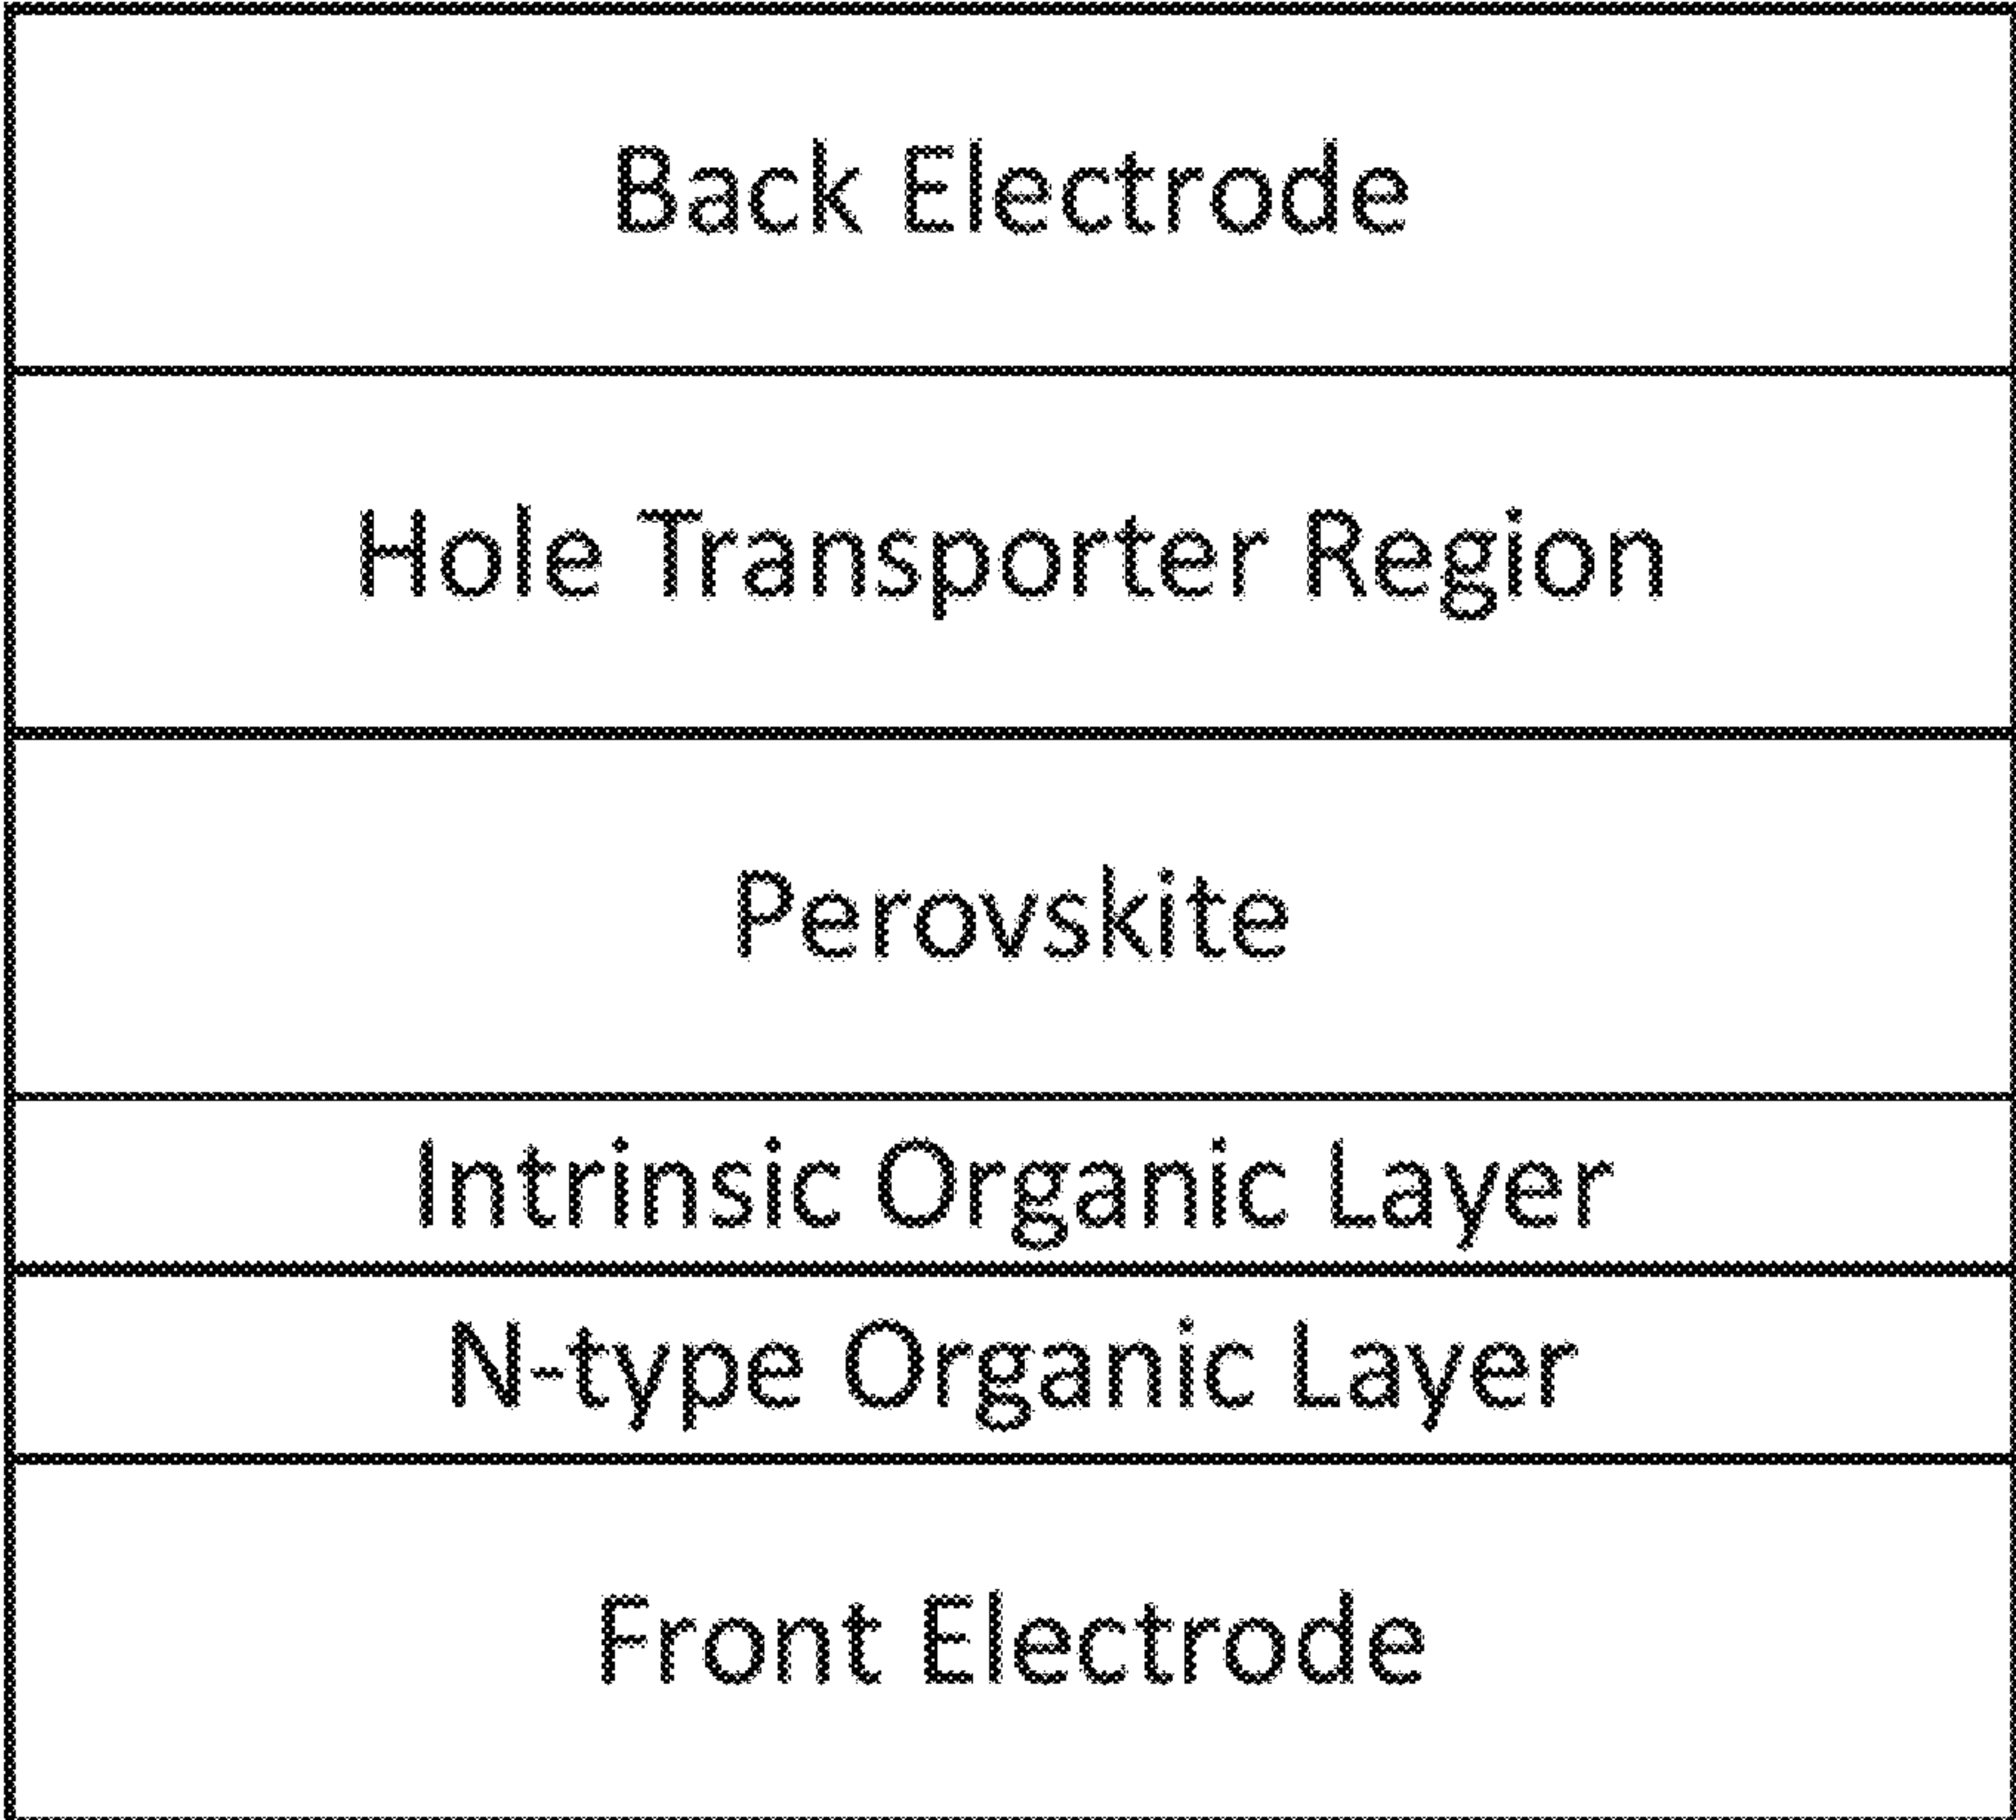 Back Electrode
Hole Transporter Region
Perovskite
Intrinsic Organic Layer
N-type Organic Layer
Front Electrode